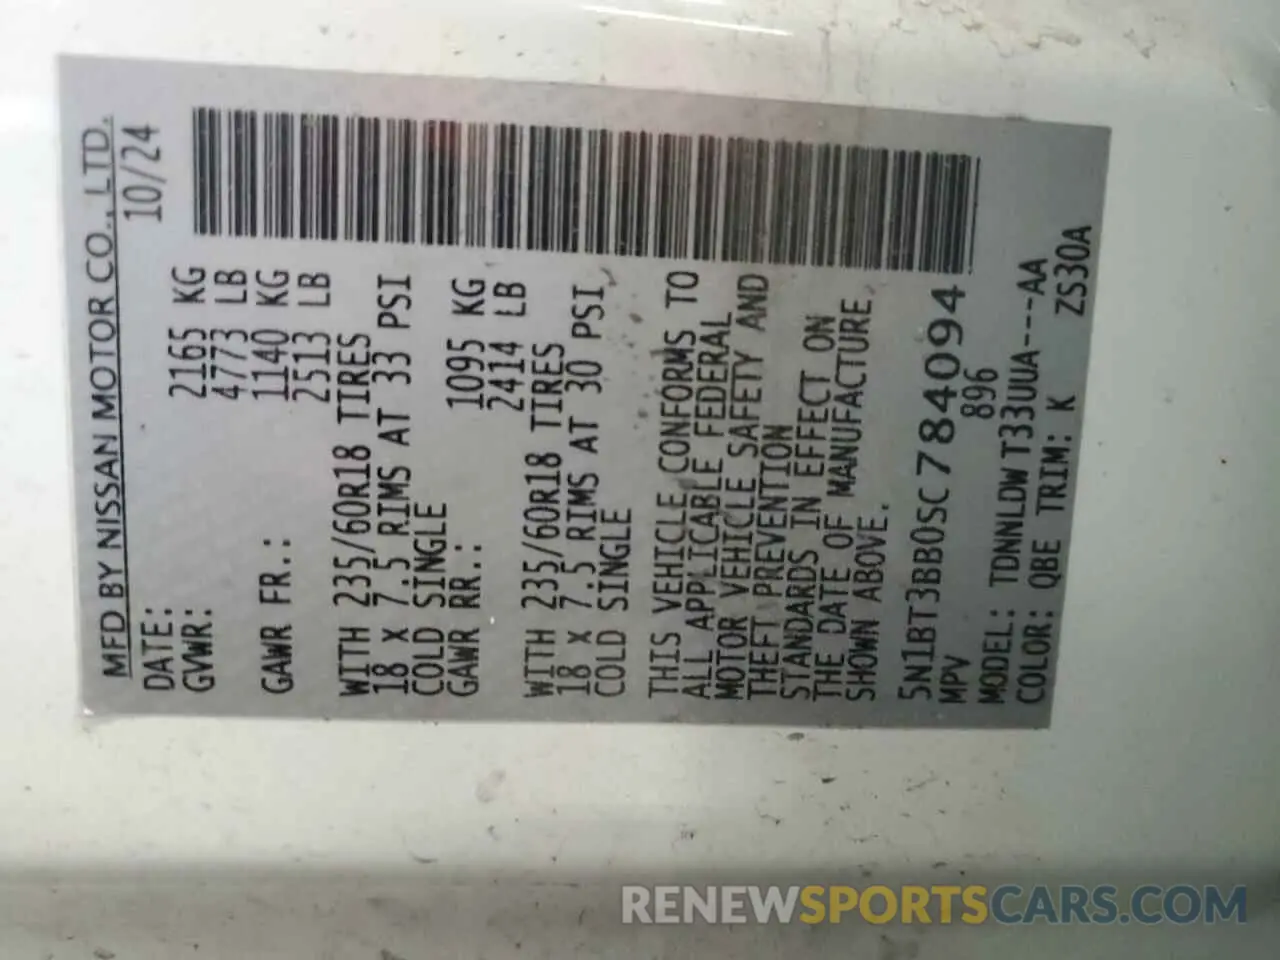 MFD BY NISSAN MOTOR CO., LTD.
DATE: 10/24
GVWR: 2165 KG
4773 LB
GAWR FR.: 1140 KG
2513 LB
WITH 235/60R18 TIRES
18 X 7.5 RIMS AT 33 PSI
COLD SINGLE
GAWR RR.: 1095 KG
2414 LB
WITH 235/60R18 TIRES
18 X 7.5 RIMS AT 30 PSI
COLD SINGLE
THIS VEHICLE CONFORMS TO
ALL APPLICABLE FEDERAL
MOTOR VEHICLE SAFETY AND
THEFT PREVENTION
STANDARDS IN EFFECT ON
THE DATE OF MANUFACTURE
SHOWN ABOVE.
5N1BT3BB0SC784094
MPV 896
MODEL: TDNNLDWT33UUA---AA
COLOR: QBE TRIM: K ZS30A
RENEWSPORTSCARS.COM